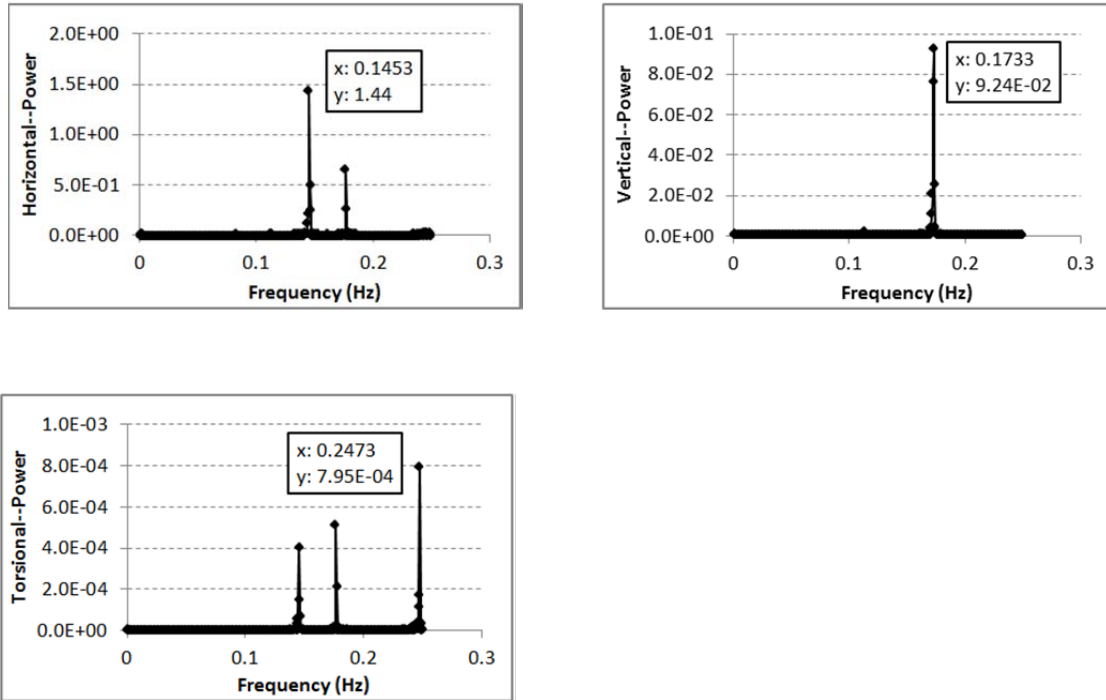 2.0E+00
1.5E+00
1.0E+00
5.0E-01
0.0E+00
Horizontal--Power
x: 0.1453
y: 1.44
0 0.1 0.2 0.3
Frequency (Hz)
1.0E-01
8.0E-02
6.0E-02
4.0E-02
2.0E-02
0.0E+00
Vertical--Power
x: 0.1733
y: 9.24E-02
0 0.1 0.2 0.3
Frequency (Hz)
1.0E-03
8.0E-04
6.0E-04
4.0E-04
2.0E-04
0.0E+00
Torsional--Power
x: 0.2473
y: 7.95E-04
0 0.1 0.2 0.3
Frequency (Hz)